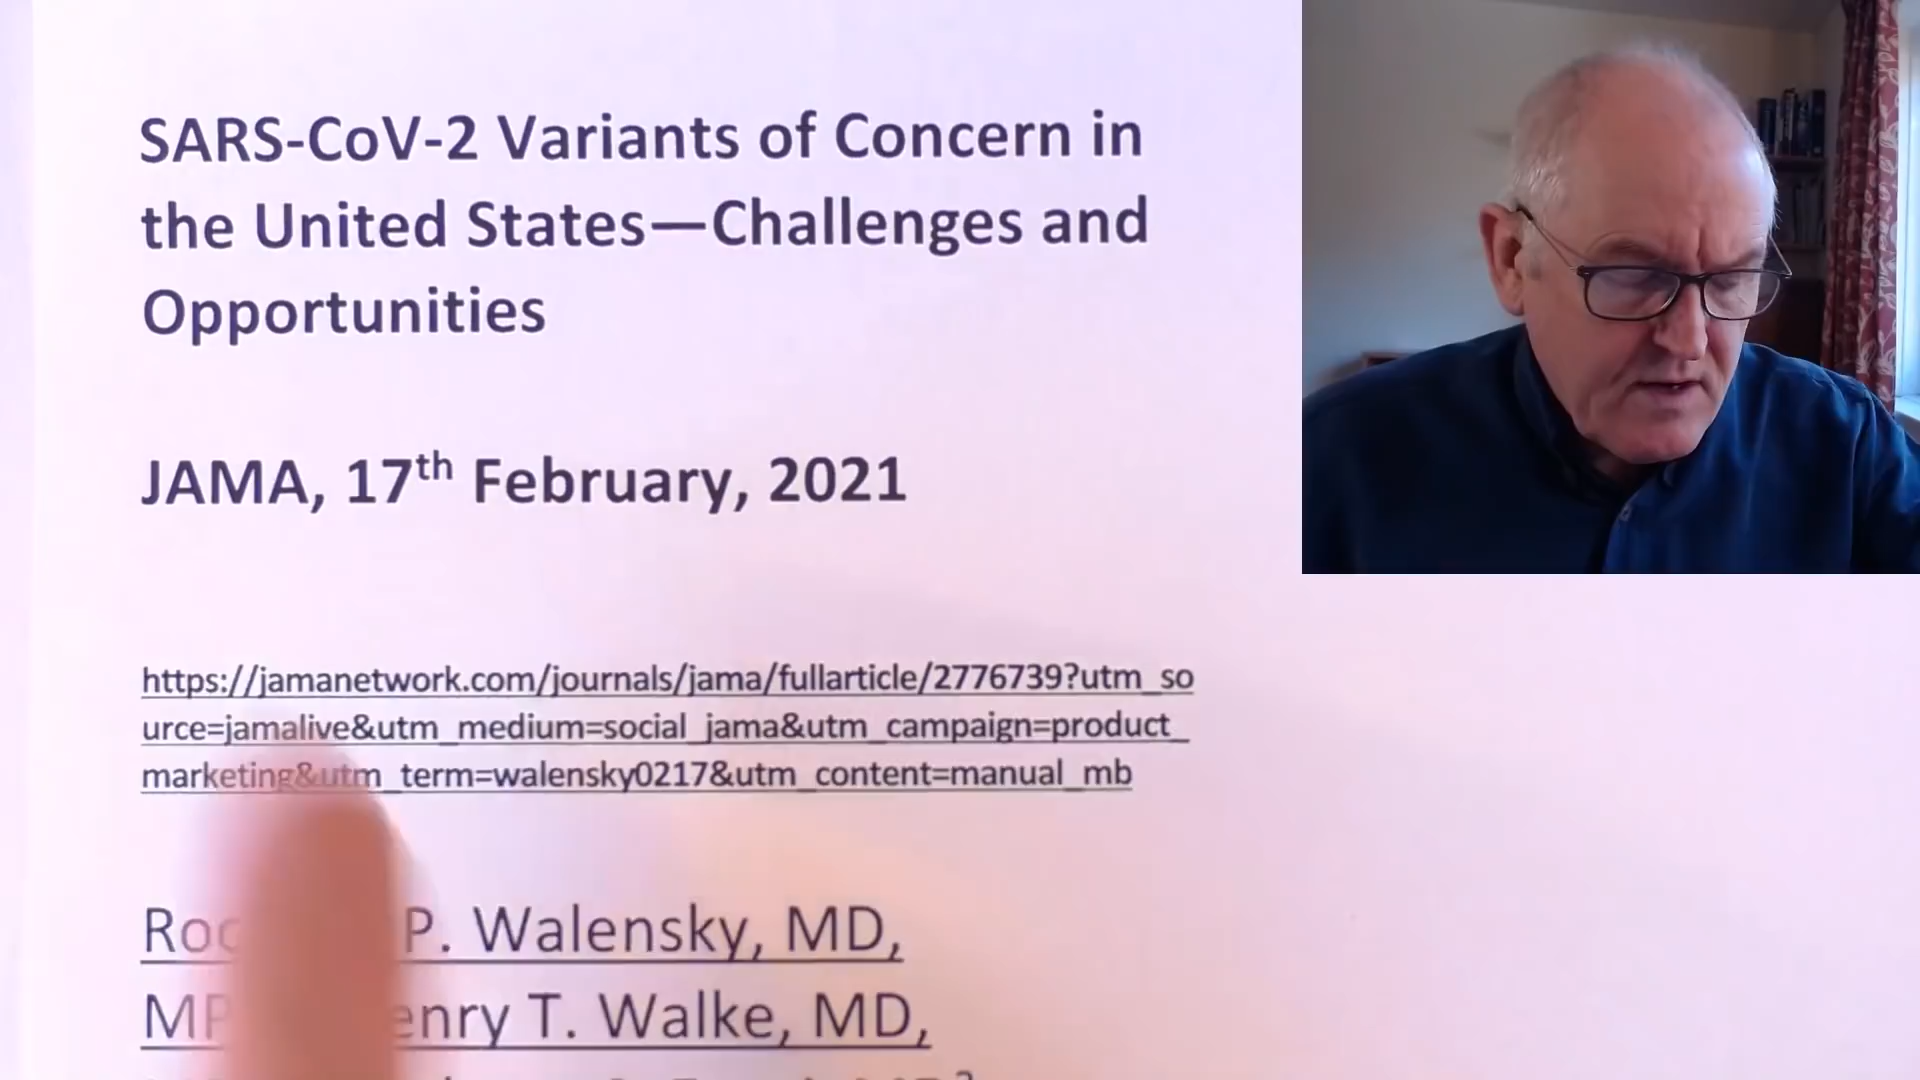 SARS-CoV-2 Variants of Concern in
the United States—Challenges and
Opportunities
JAMA, 17th February, 2021
https://jamanetwork.com/journals/jama/fullarticle/2776739?utm_so
urce=jamalive&utm_medium=social_jama&utm_campaign=product_
marketing&utm_term=walensky0217&utm_content=manual_mb
P. Walensky, MD,
T. Walke, MD,